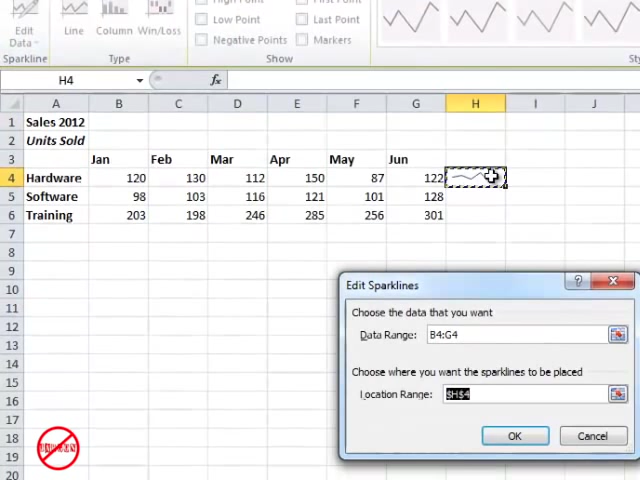 High Point Low Point
Edit Data Line Column Win/Loss
Low Point Last Point
Negative Points Markers
Sparkline Type Show
H4 fx
A B C D E F G H I J
1 Sales 2012
2 Units Sold
3 Jan Feb Mar Apr May Jun
4 Hardware 120 130 112 150 87 122
5 Software 98 103 116 121 101 128
6 Training 203 198 246 285 256 301
7
8
9
10
11
12
13
14
15
16
17
18
19
20
Edit Sparklines
Choose the data that you want
Data Range: B4:G4
Choose where you want the sparklines to be placed
Location Range: $H$4
OK Cancel